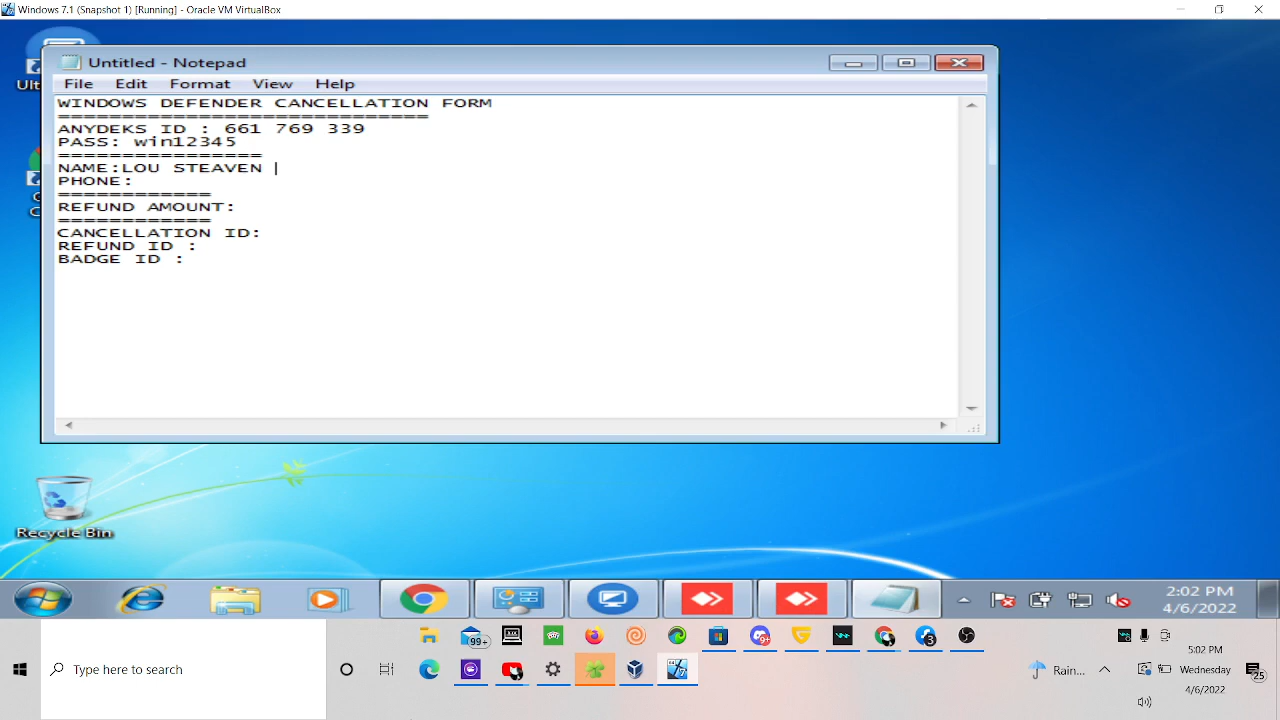 Windows 7.1 (Snapshot 1) [Running] - Oracle VM VirtualBox
Untitled - Notepad
File Edit Format View Help
WINDOWS DEFENDER CANCELLATION FORM
=============================
ANYDEKS ID : 661 769 339
PASS: win12345
================
NAME:LOU STEAVEN
PHONE:
============
REFUND AMOUNT:
============
CANCELLATION ID:
REFUND ID :
BADGE ID :
Ult
C
C
Recycle Bin
2:02 PM
4/6/2022
99+
9+
3
5:02 PM
Type here to search
Rain...
Wednesday
4/6/2022
25